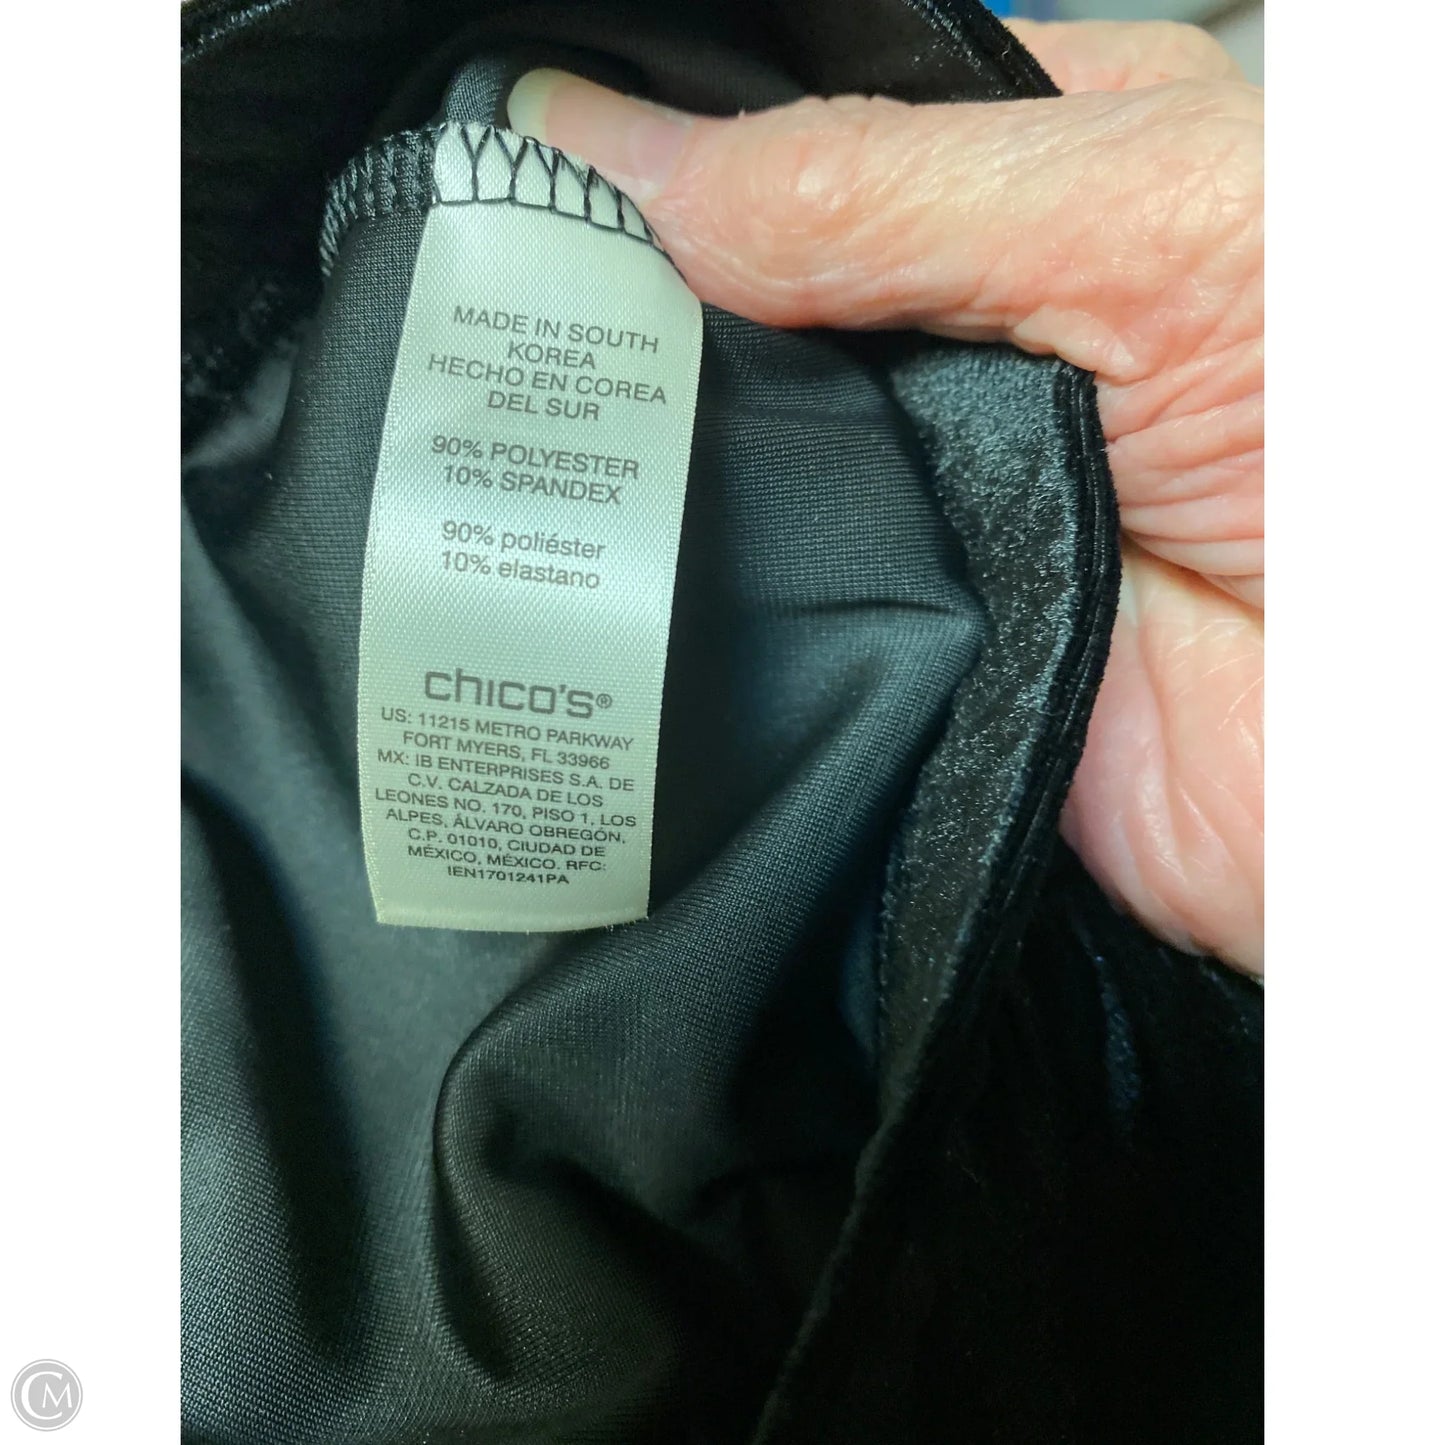 MADE IN SOUTH
KOREA
HECHO EN COREA
DEL SUR
90% POLYESTER
10% SPANDEX
90% poliéster
10% elastano
chico's®
US: 11215 METRO PARKWAY
FORT MYERS, FL 33966
MX: IB ENTERPRISES S.A. DE
C.V. CALZADA DE LOS
LEONES NO. 170, PISO 1, LOS
ALPES, ÁLVARO OBREGÓN,
C.P. 01010, CIUDAD DE
MÉXICO, MÉXICO. RFC:
IEN1701241PA
CM